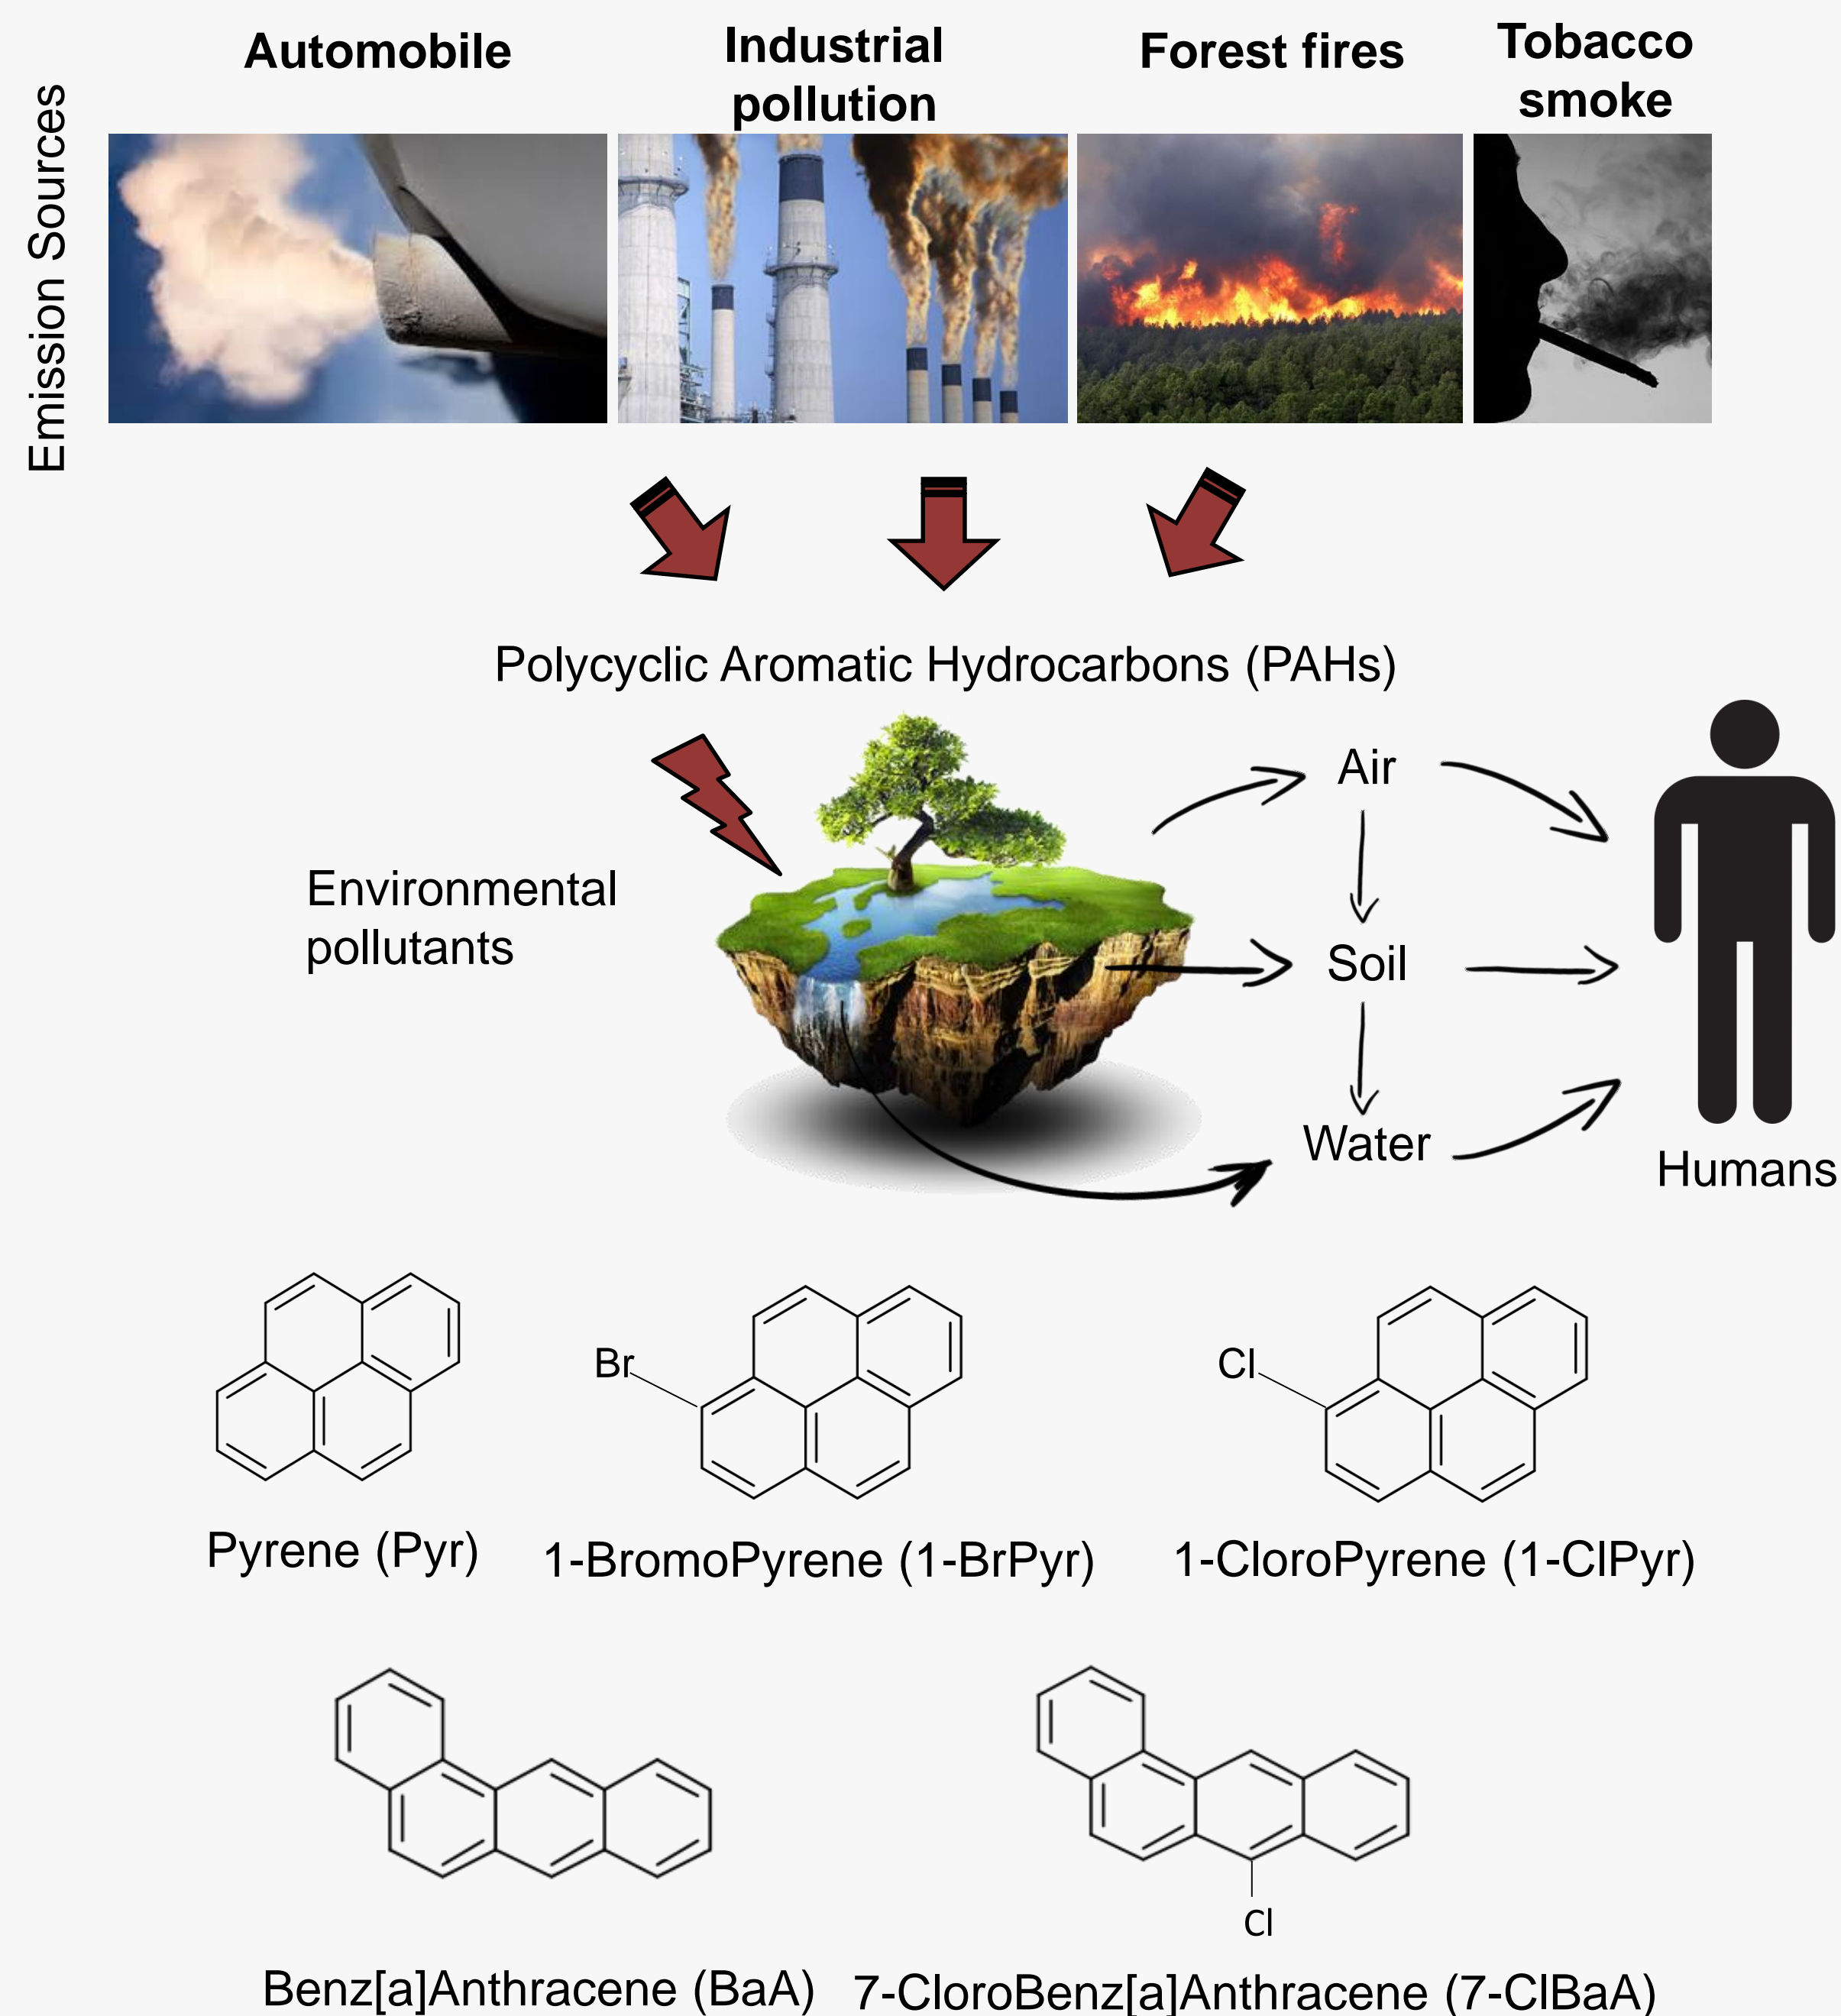 Automobile
Industrial
pollution
Forest fires
Tobacco
smoke
Emission Sources
Polycyclic Aromatic Hydrocarbons (PAHs)
Environmental
pollutants
Air
Soil
Water
Humans
Br
Cl
Pyrene (Pyr)
1-BromoPyrene (1-BrPyr)
1-CloroPyrene (1-ClPyr)
Cl
Benz[a]Anthracene (BaA)
7-CloroBenz[a]Anthracene (7-ClBaA)